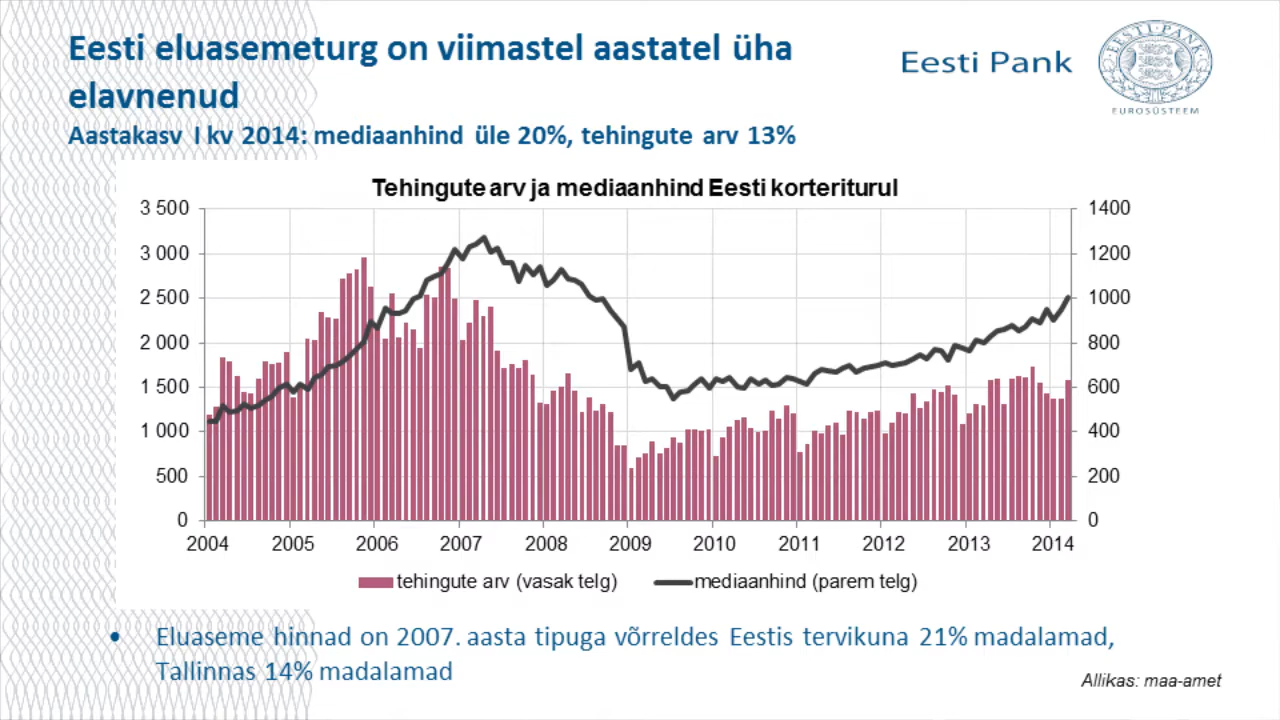 Eesti eluasemeturg on viimastel aastatel üha
elavnenud
Aastakasv I kv 2014: mediaanhind üle 20%, tehingute arv 13%
Eesti Pank
EESTI PANK
EUROSÜSTEEM
Tehingute arv ja mediaanhind Eesti korteriturul
3 500
3 000
2 500
2 000
1 500
1 000
500
0
1400
1200
1000
800
600
400
200
0
2004 2005 2006 2007 2008 2009 2010 2011 2012 2013 2014
tehingute arv (vasak telg) mediaanhind (parem telg)
• Eluaseme hinnad on 2007. aasta tipuga võrreldes Eestis tervikuna 21% madalamad,
Tallinnas 14% madalamad
Allikas: maa-amet